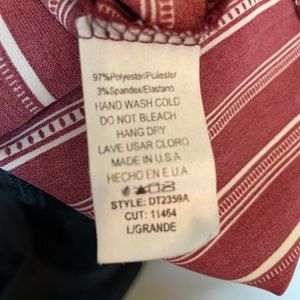 97%Polyester/Poliester
3%Spandex/Elastano
HAND WASH COLD
DO NOT BLEACH
HANG DRY
LAVE USAR CLORO
MADE IN U.S.A
HECHO EN E.U.A
STYLE: DT2359A
CUT: 11464
L/GRANDE